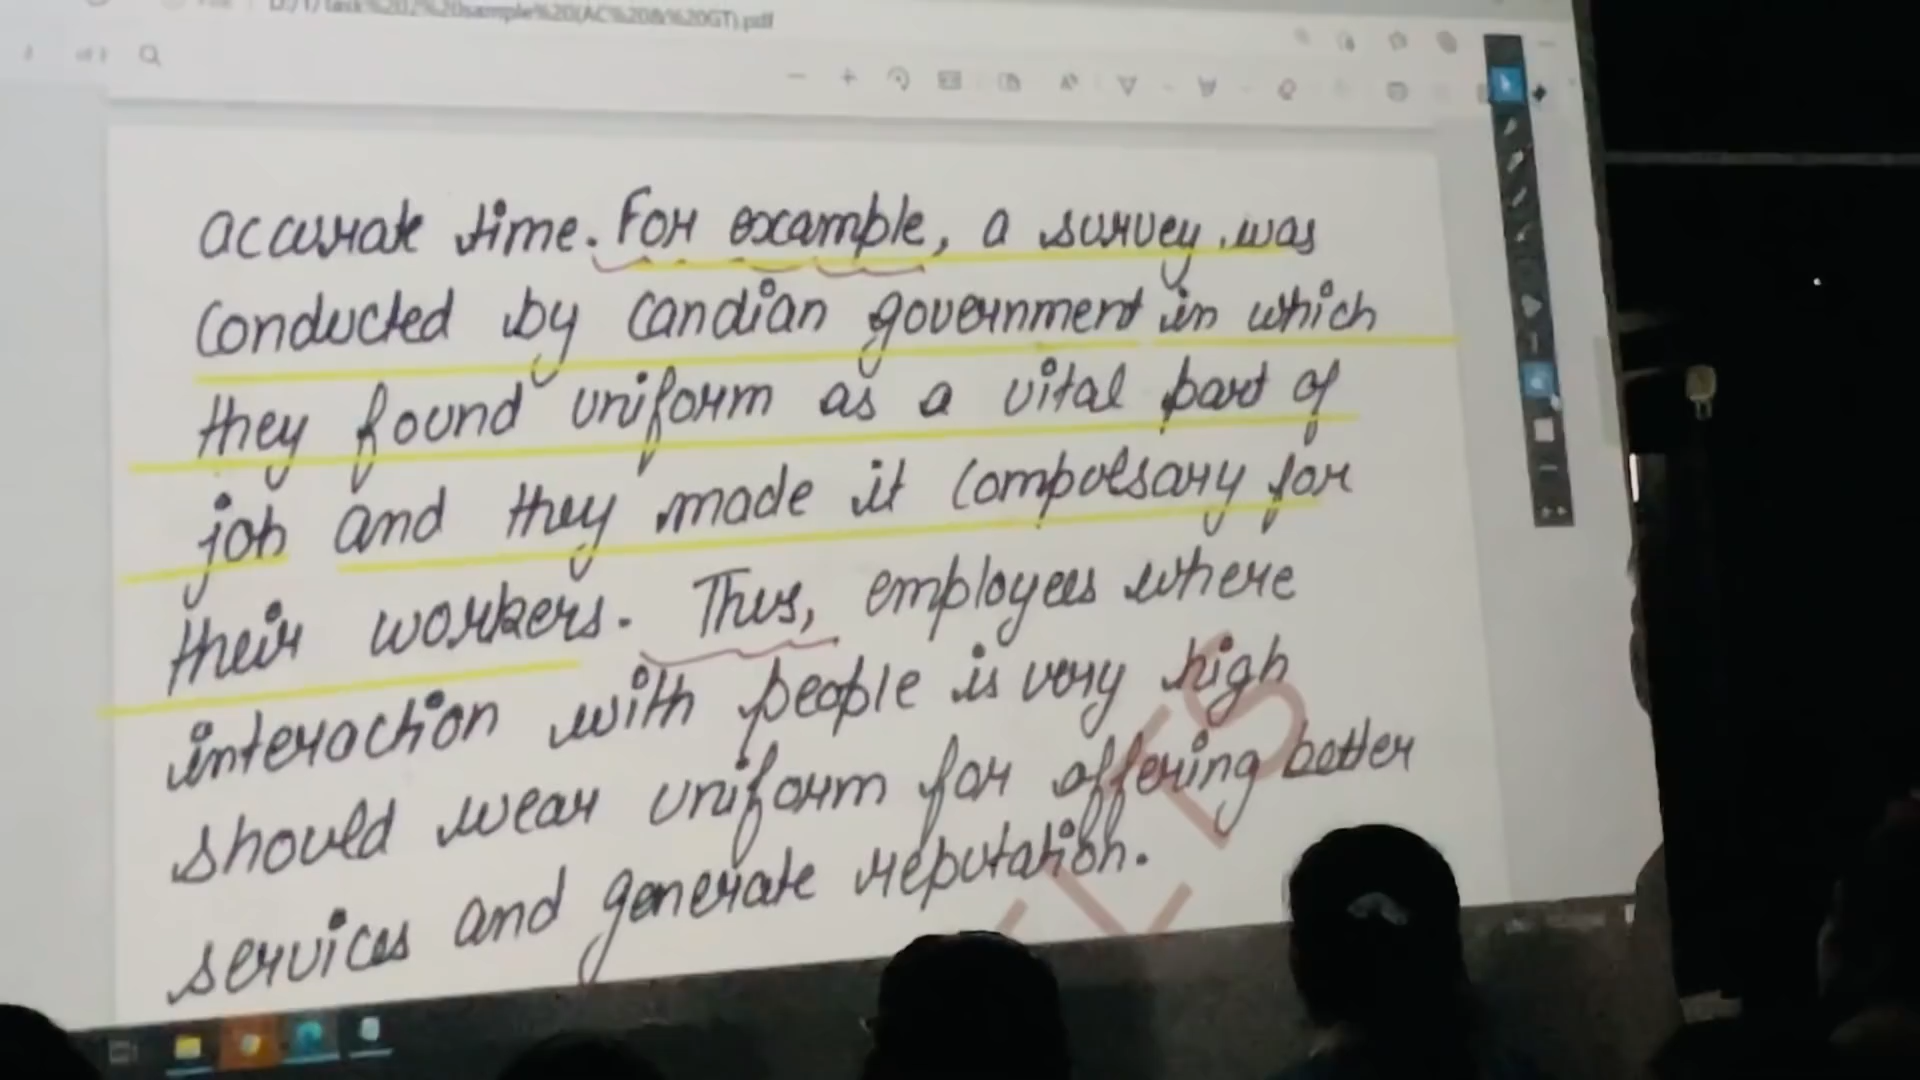 accurate time. For example, a survey was
conducted by candian government in which
they found uniform as a vital part of
job and they made it compolsary for
their workers. Thus, employees where
interaction with people is very high
should wear uniform for offering better
services and generate reputation.